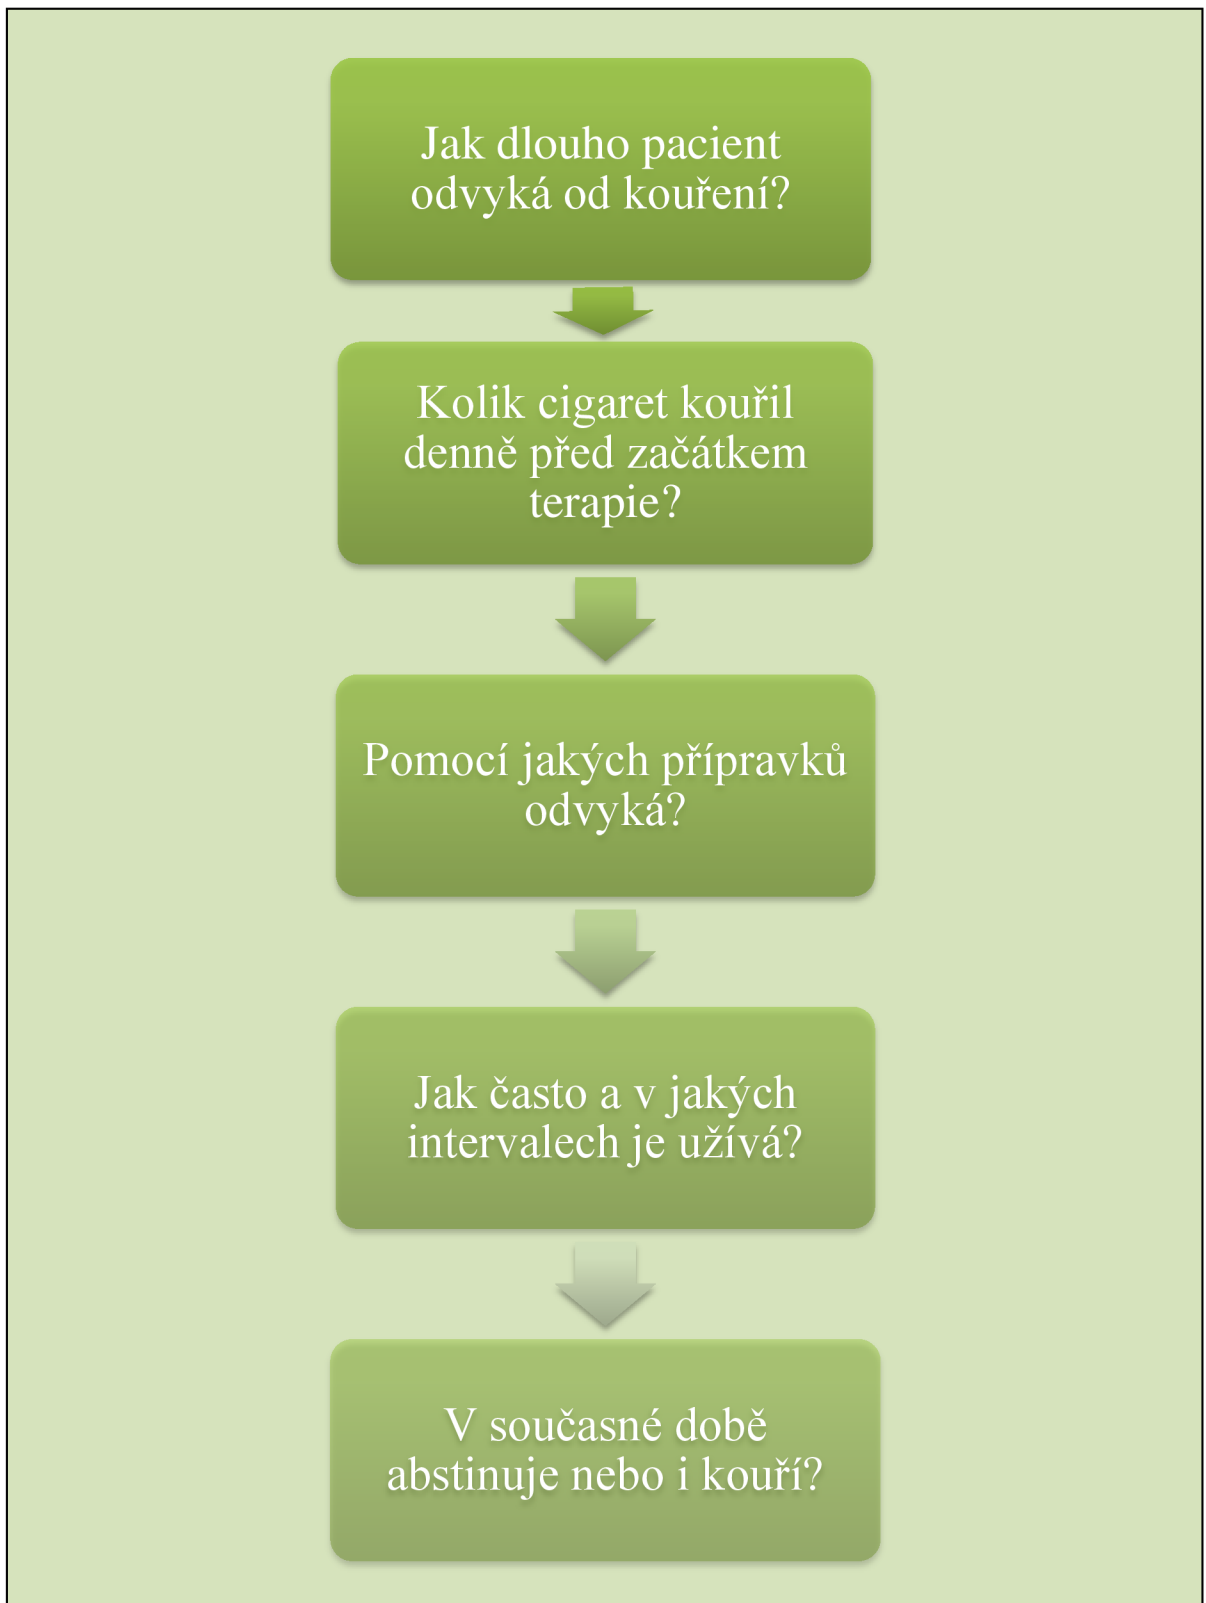 Jak dlouho pacient
odvyká od kouření?
Kolik cigaret kouřil
denně před začátkem
terapie?
Pomocí jakých přípravků
odvyká?
Jak často a v jakých
intervalech je užívá?
V současné době
abstinuje nebo i kouří?